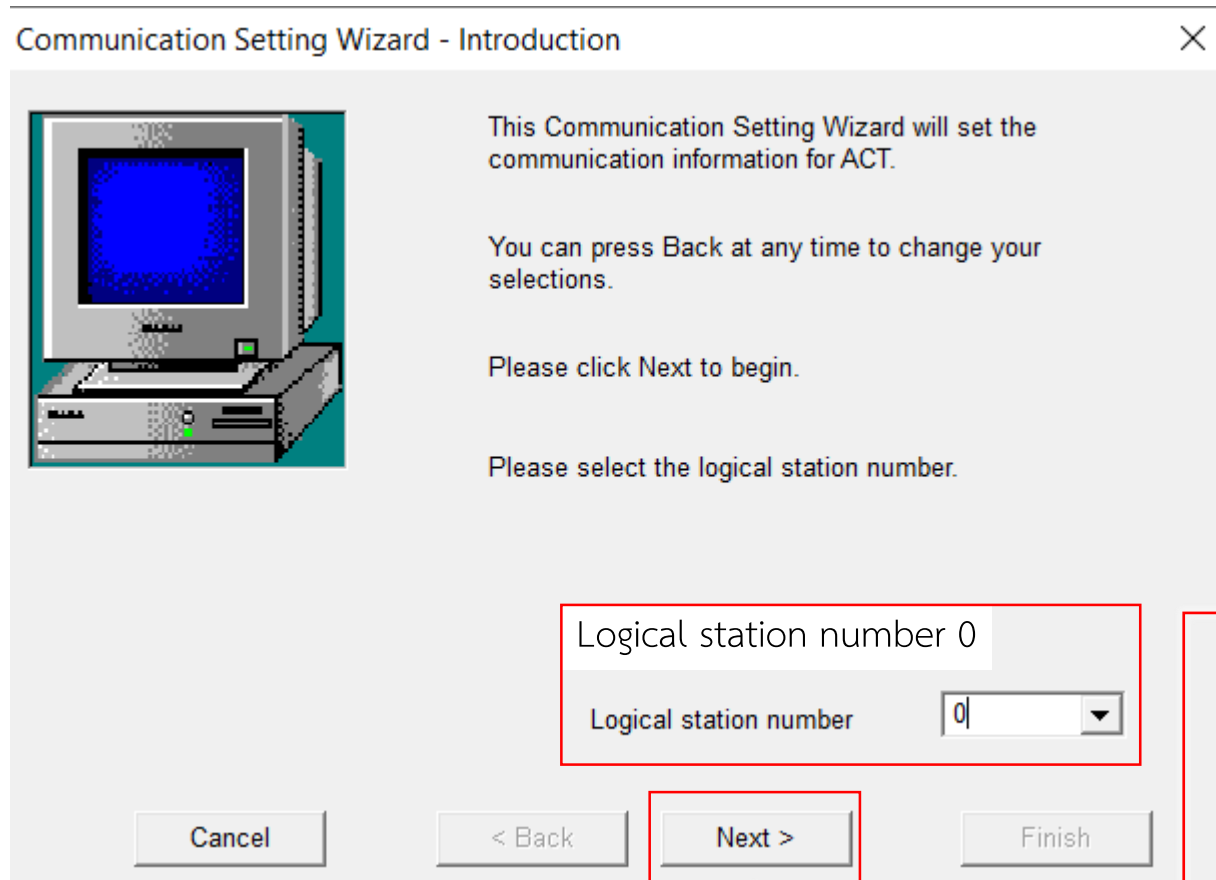 Communication Setting Wizard - Introduction
This Communication Setting Wizard will set the
communication information for ACT.
You can press Back at any time to change your
selections.
Please click Next to begin.
Please select the logical station number.
Logical station number 0
Logical station number 0
Cancel < Back Next > Finish